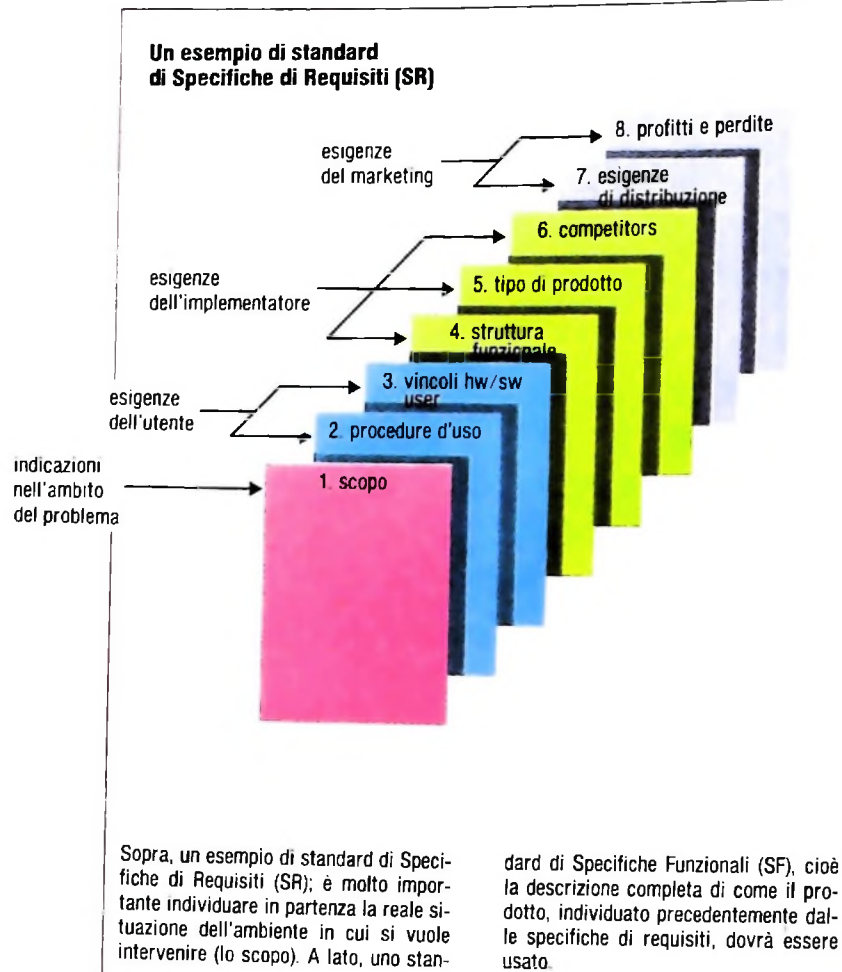 Un esempio di standard
di Specifiche di Requisiti (SR)
8. profitti e perdite
esigenze
del marketing
7. esigenze
di distribuzione
6. competitors
esigenze
dell'implementatore
5. tipo di prodotto
4. struttura
funzionale
3. vincoli hw/sw
user
esigenze
dell'utente
2. procedure d'uso
indicazioni
nell'ambito
del problema
1. scopo
Sopra, un esempio di standard di Speci-
fiche di Requisiti (SR); è molto impor-
tante individuare in partenza la reale si-
tuazione dell'ambiente in cui si vuole
intervenire (lo scopo). A lato, uno stan-
dard di Specifiche Funzionali (SF), cioè
la descrizione completa di come il pro-
dotto, individuato precedentemente dal-
le specifiche di requisiti, dovrà essere
usato.